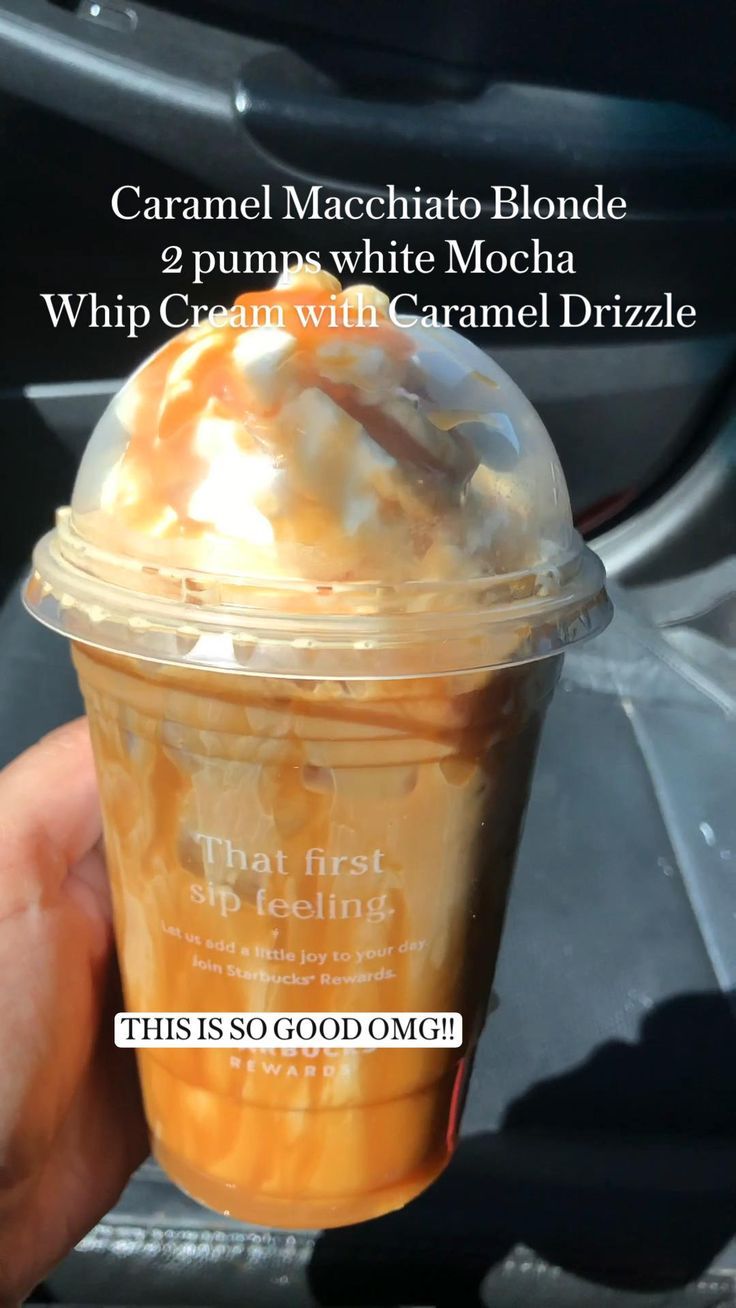 Caramel Macchiato Blonde
2 pumps white Mocha
Whip Cream with Caramel Drizzle
That first
sip feeling.
Let us add a little joy to your day
Join Starbucks® Rewards.
THIS IS SO GOOD OMG!!
REWARDS